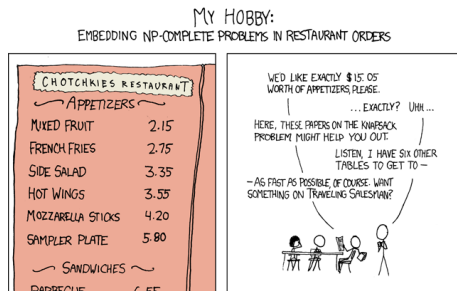 MY HOBBY:
EMBEDDING NP-COMPLETE PROBLEMS IN RESTAURANT ORDERS
CHOTCHKIES RESTAURANT
APPETIZERS
MIXED FRUIT 2.15
FRENCH FRIES 2.75
SIDE SALAD 3.35
HOT WINGS 3.55
MOZZARELLA STICKS 4.20
SAMPLER PLATE 5.80
SANDWICHES
BARBECUE 6.55
WE'D LIKE EXACTLY $15.05
WORTH OF APPETIZERS, PLEASE.
...EXACTLY? UHH...
HERE, THESE PAPERS ON THE KNAPSACK
PROBLEM MIGHT HELP YOU OUT.
LISTEN, I HAVE SIX OTHER
TABLES TO GET TO —
—AS FAST AS POSSIBLE, OF COURSE. WANT
SOMETHING ON TRAVELING SALESMAN?